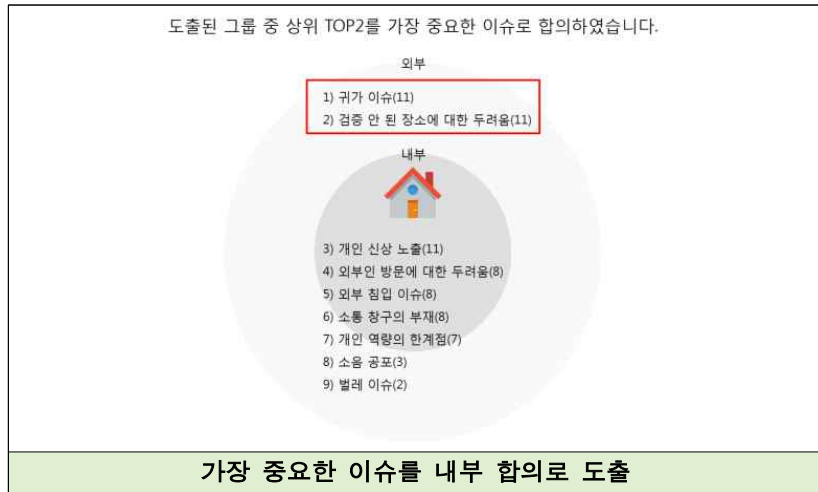 도출된 그룹 중 상위 TOP2를 가장 중요한 이슈로 합의하였습니다.
외부
1) 귀가 이슈(11)
2) 검증 안 된 장소에 대한 두려움(11)
내부
3) 개인 신상 노출(11)
4) 외부인 방문에 대한 두려움(8)
5) 외부 침입 이슈(8)
6) 소통 창구의 부재(8)
7) 개인 역량의 한계점(7)
8) 소음 공포(3)
9) 벌레 이슈(2)
가장 중요한 이슈를 내부 합의로 도출